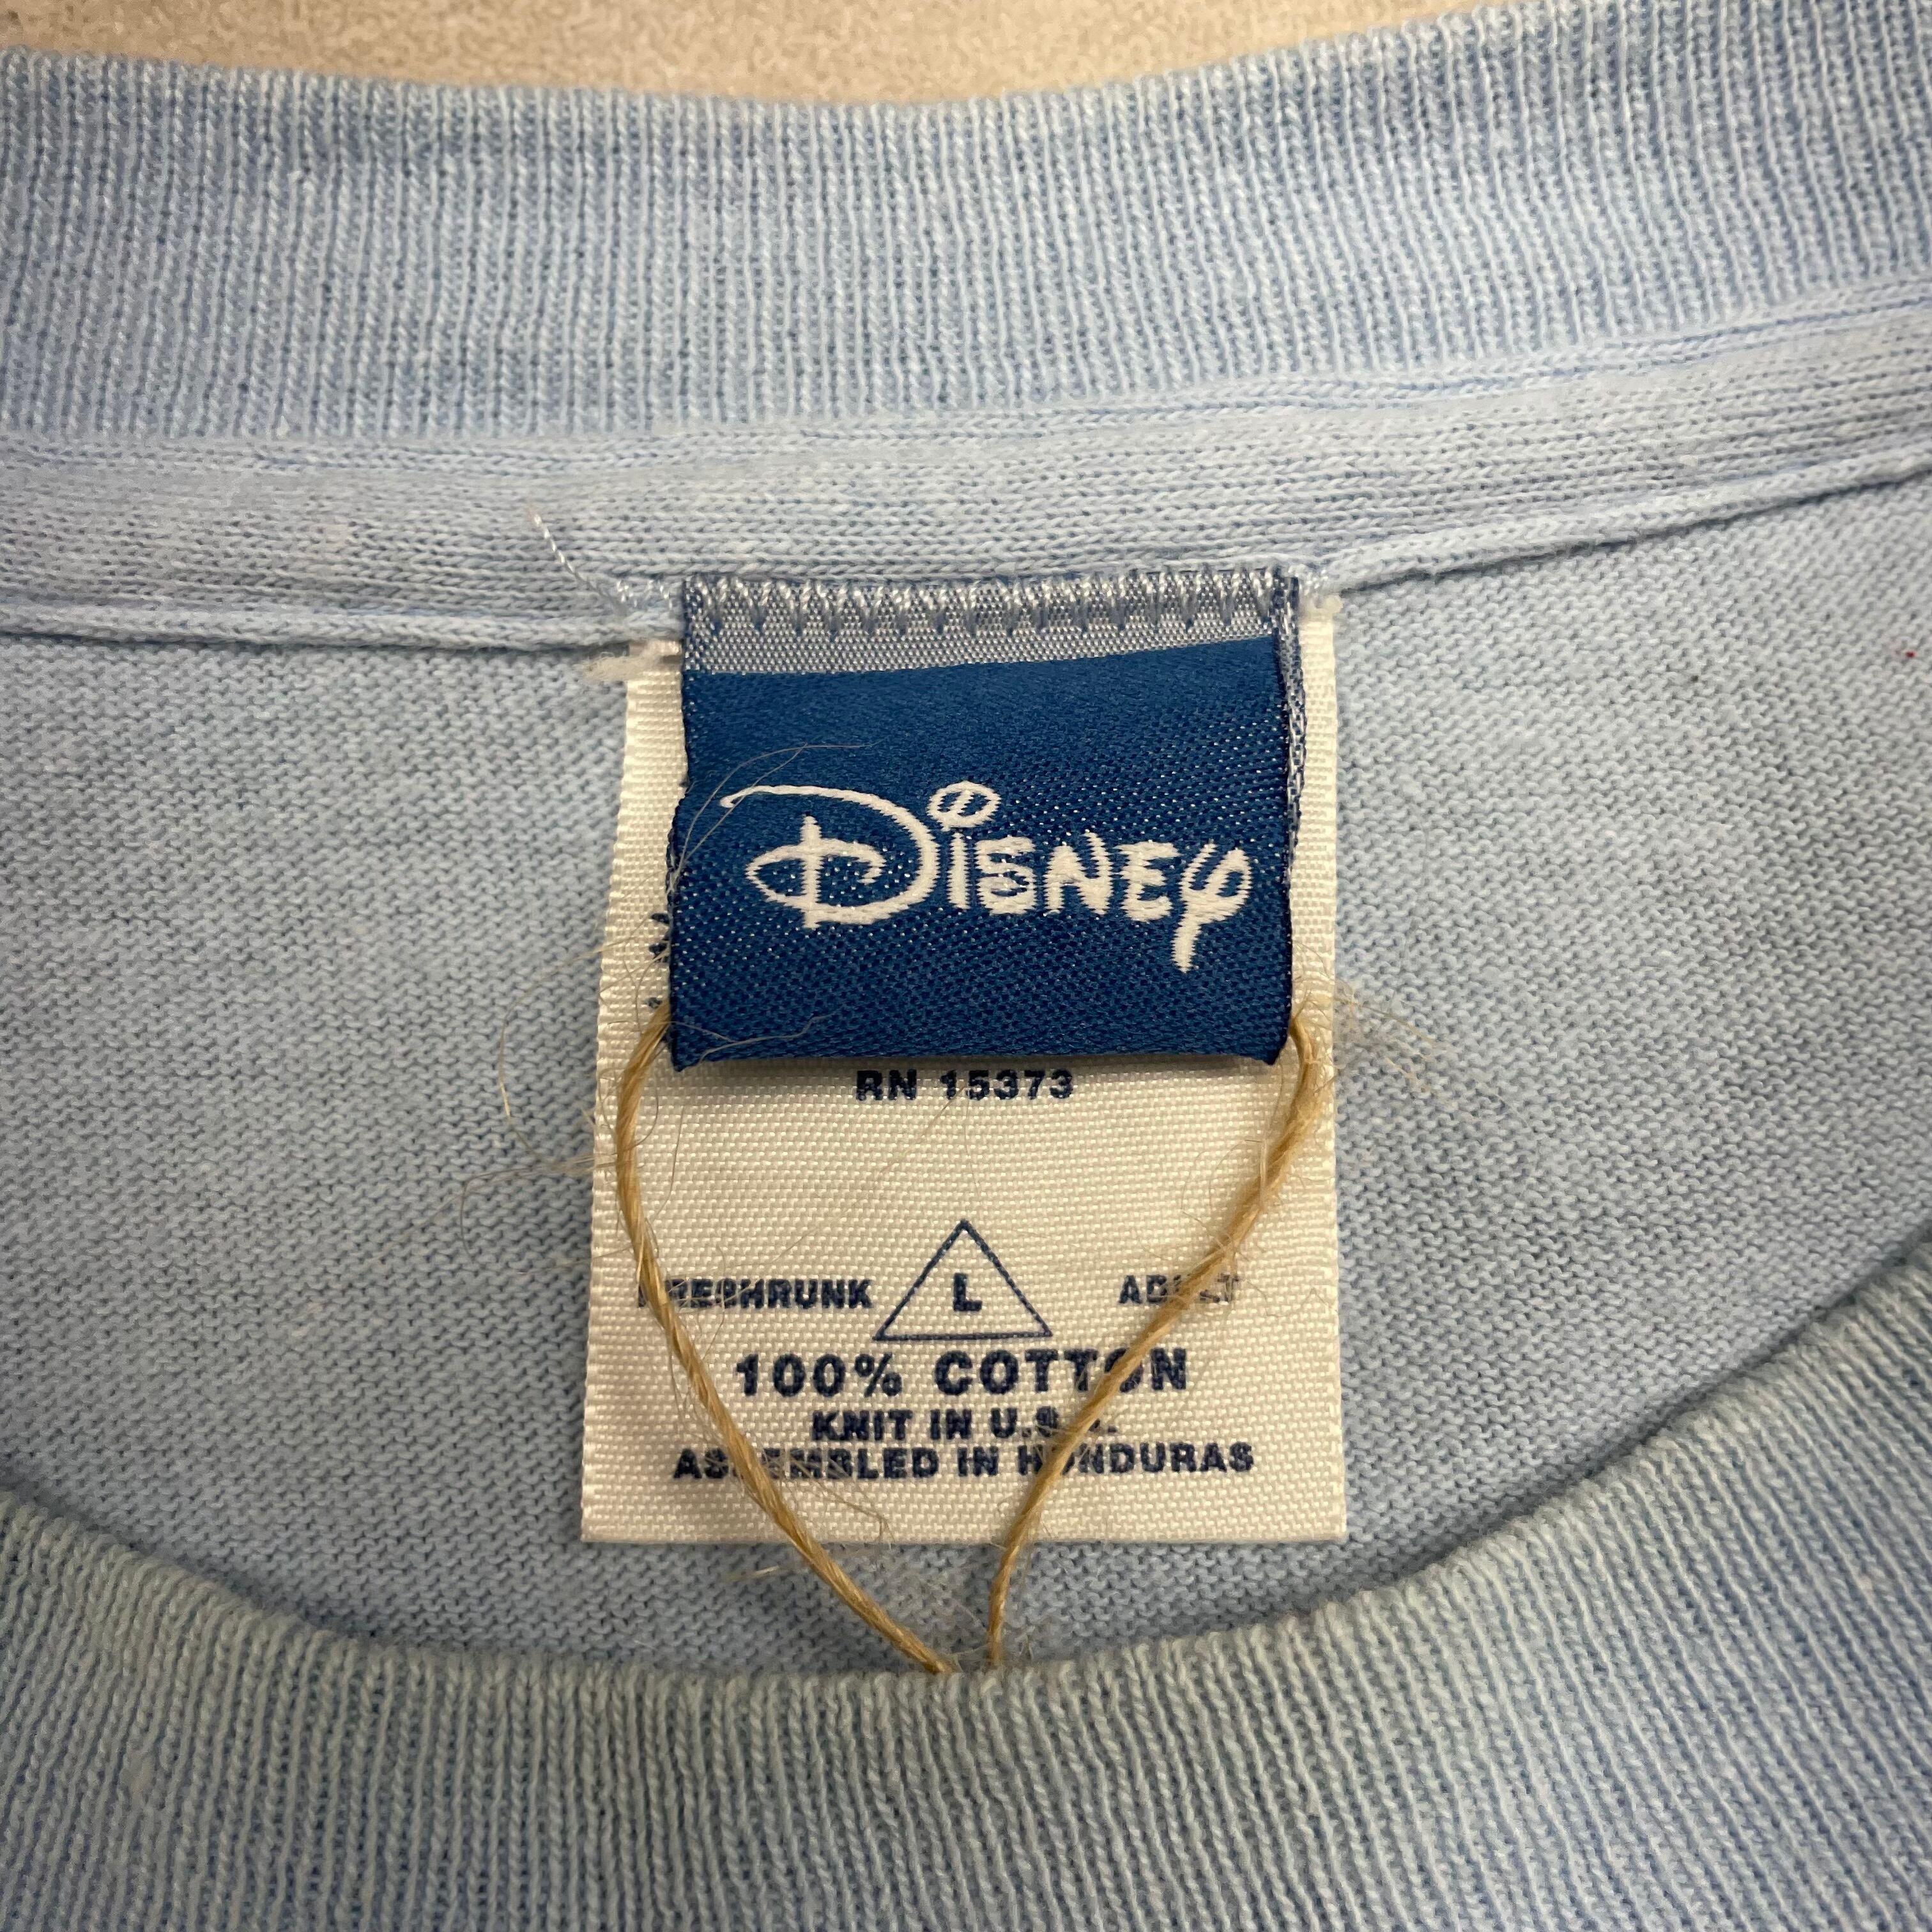 Disney
RN 15373
PRESHRUNK L ADULT
100% COTTON
KNIT IN U.S.A.
ASSEMBLED IN HONDURAS